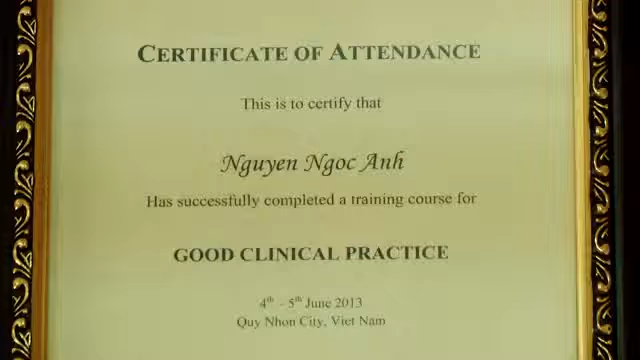 CERTIFICATE OF ATTENDANCE
This is to certify that
Nguyen Ngoc Anh
Has successfully completed a training course for
GOOD CLINICAL PRACTICE
4th - 5th June 2013
Quy Nhon City, Viet Nam